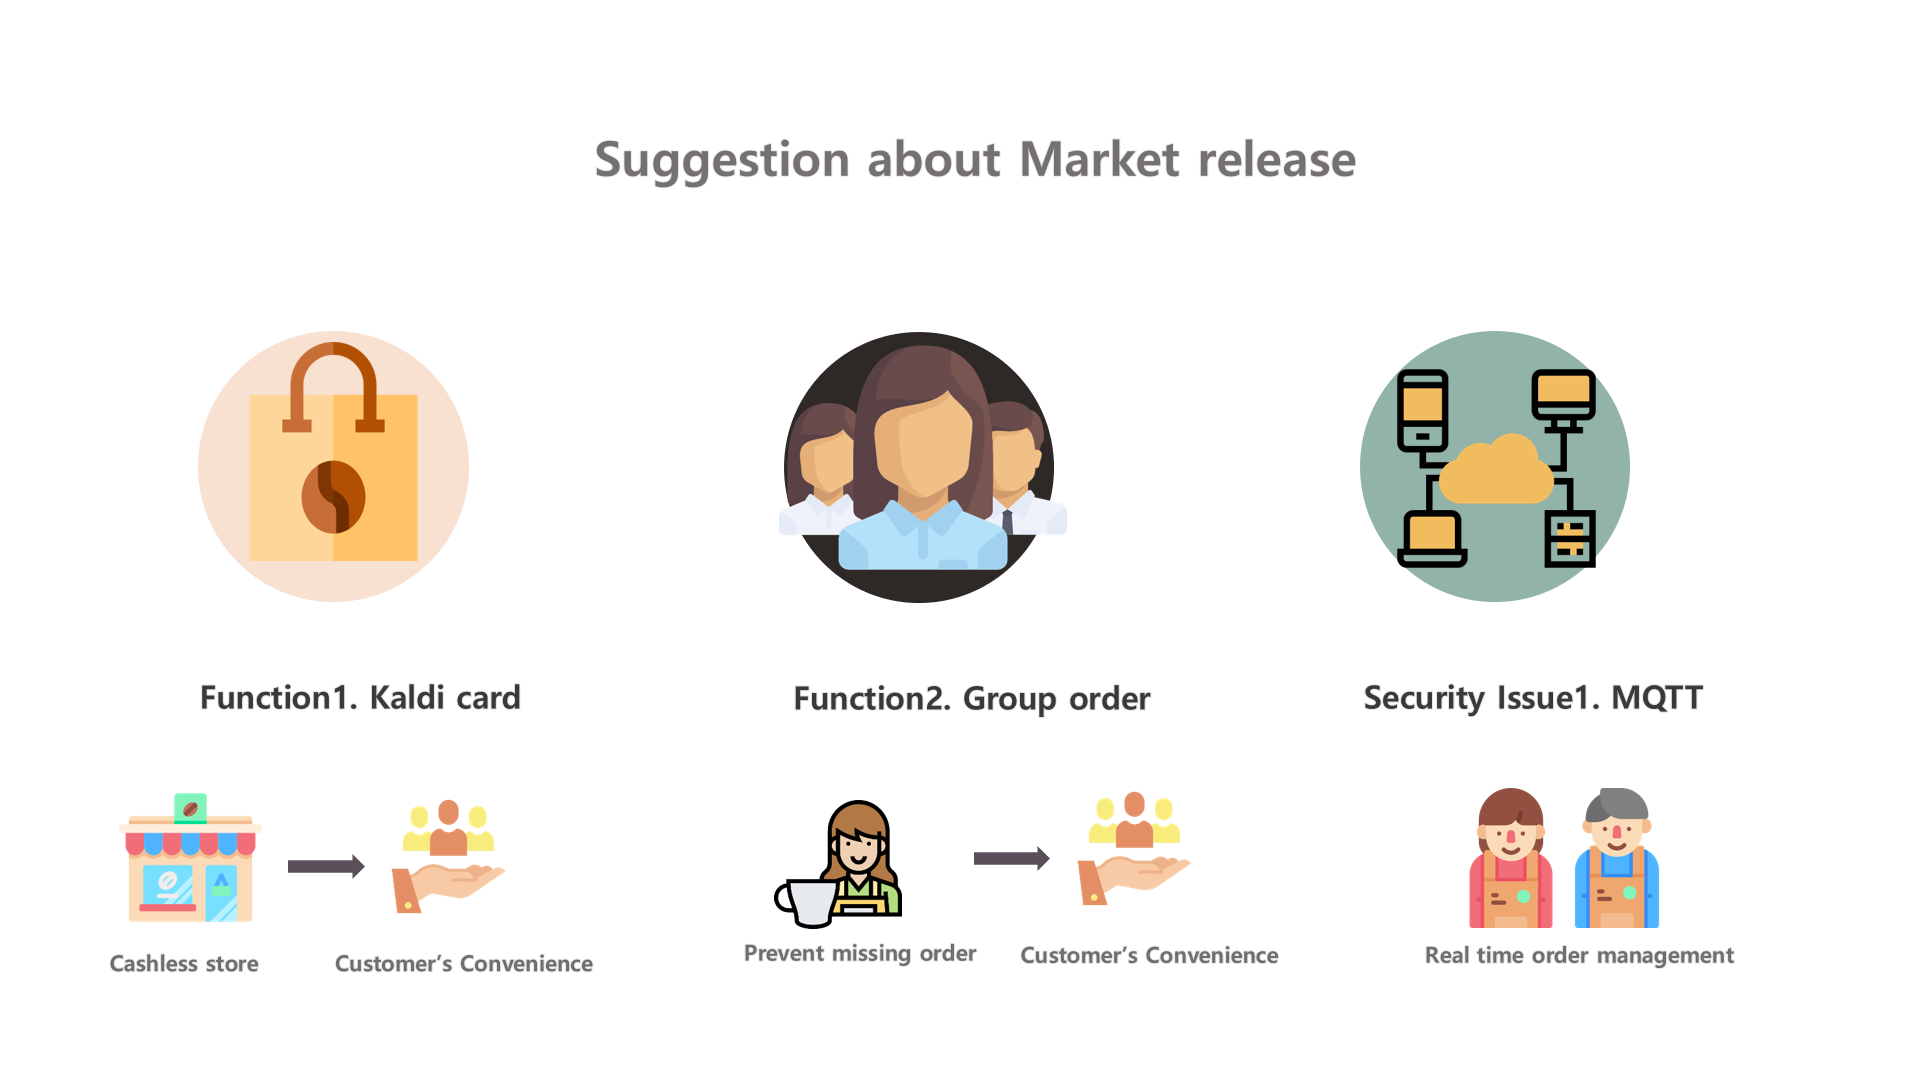 Suggestion about Market release
Function1. Kaldi card
Function2. Group order
Security Issue1. MQTT
Cashless store
Customer’s Convenience
Prevent missing order
Customer’s Convenience
Real time order management